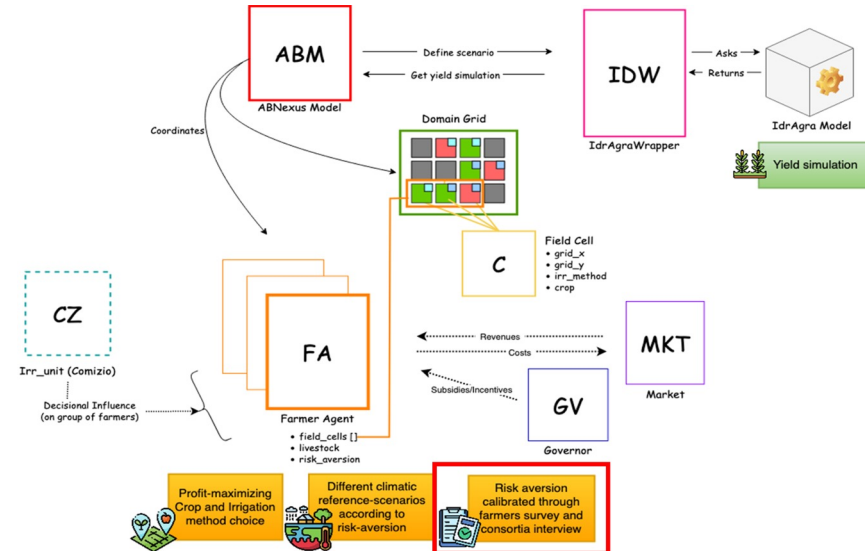 ABM
ABNexus Model
Define scenario
Get yield simulation
IDW
IdrAgraWrapper
Asks
Returns
IdrAgra Model
Yield simulation
Coordinates
Domain Grid
C
Field Cell
• grid_x
• grid_y
• irr_method
• crop
CZ
Irr_unit (Comizio)
Decisional Influence
(on group of farmers)
FA
Farmer Agent
• field_cells []
• livestock
• risk_aversion
Revenues
Costs
Subsidies/Incentives
MKT
Market
GV
Governor
Profit-maximizing
Crop and Irrigation
method choice
Different climatic
reference-scenarios
according to
risk-aversion
Risk aversion
calibrated through
farmers survey and
consortia interview